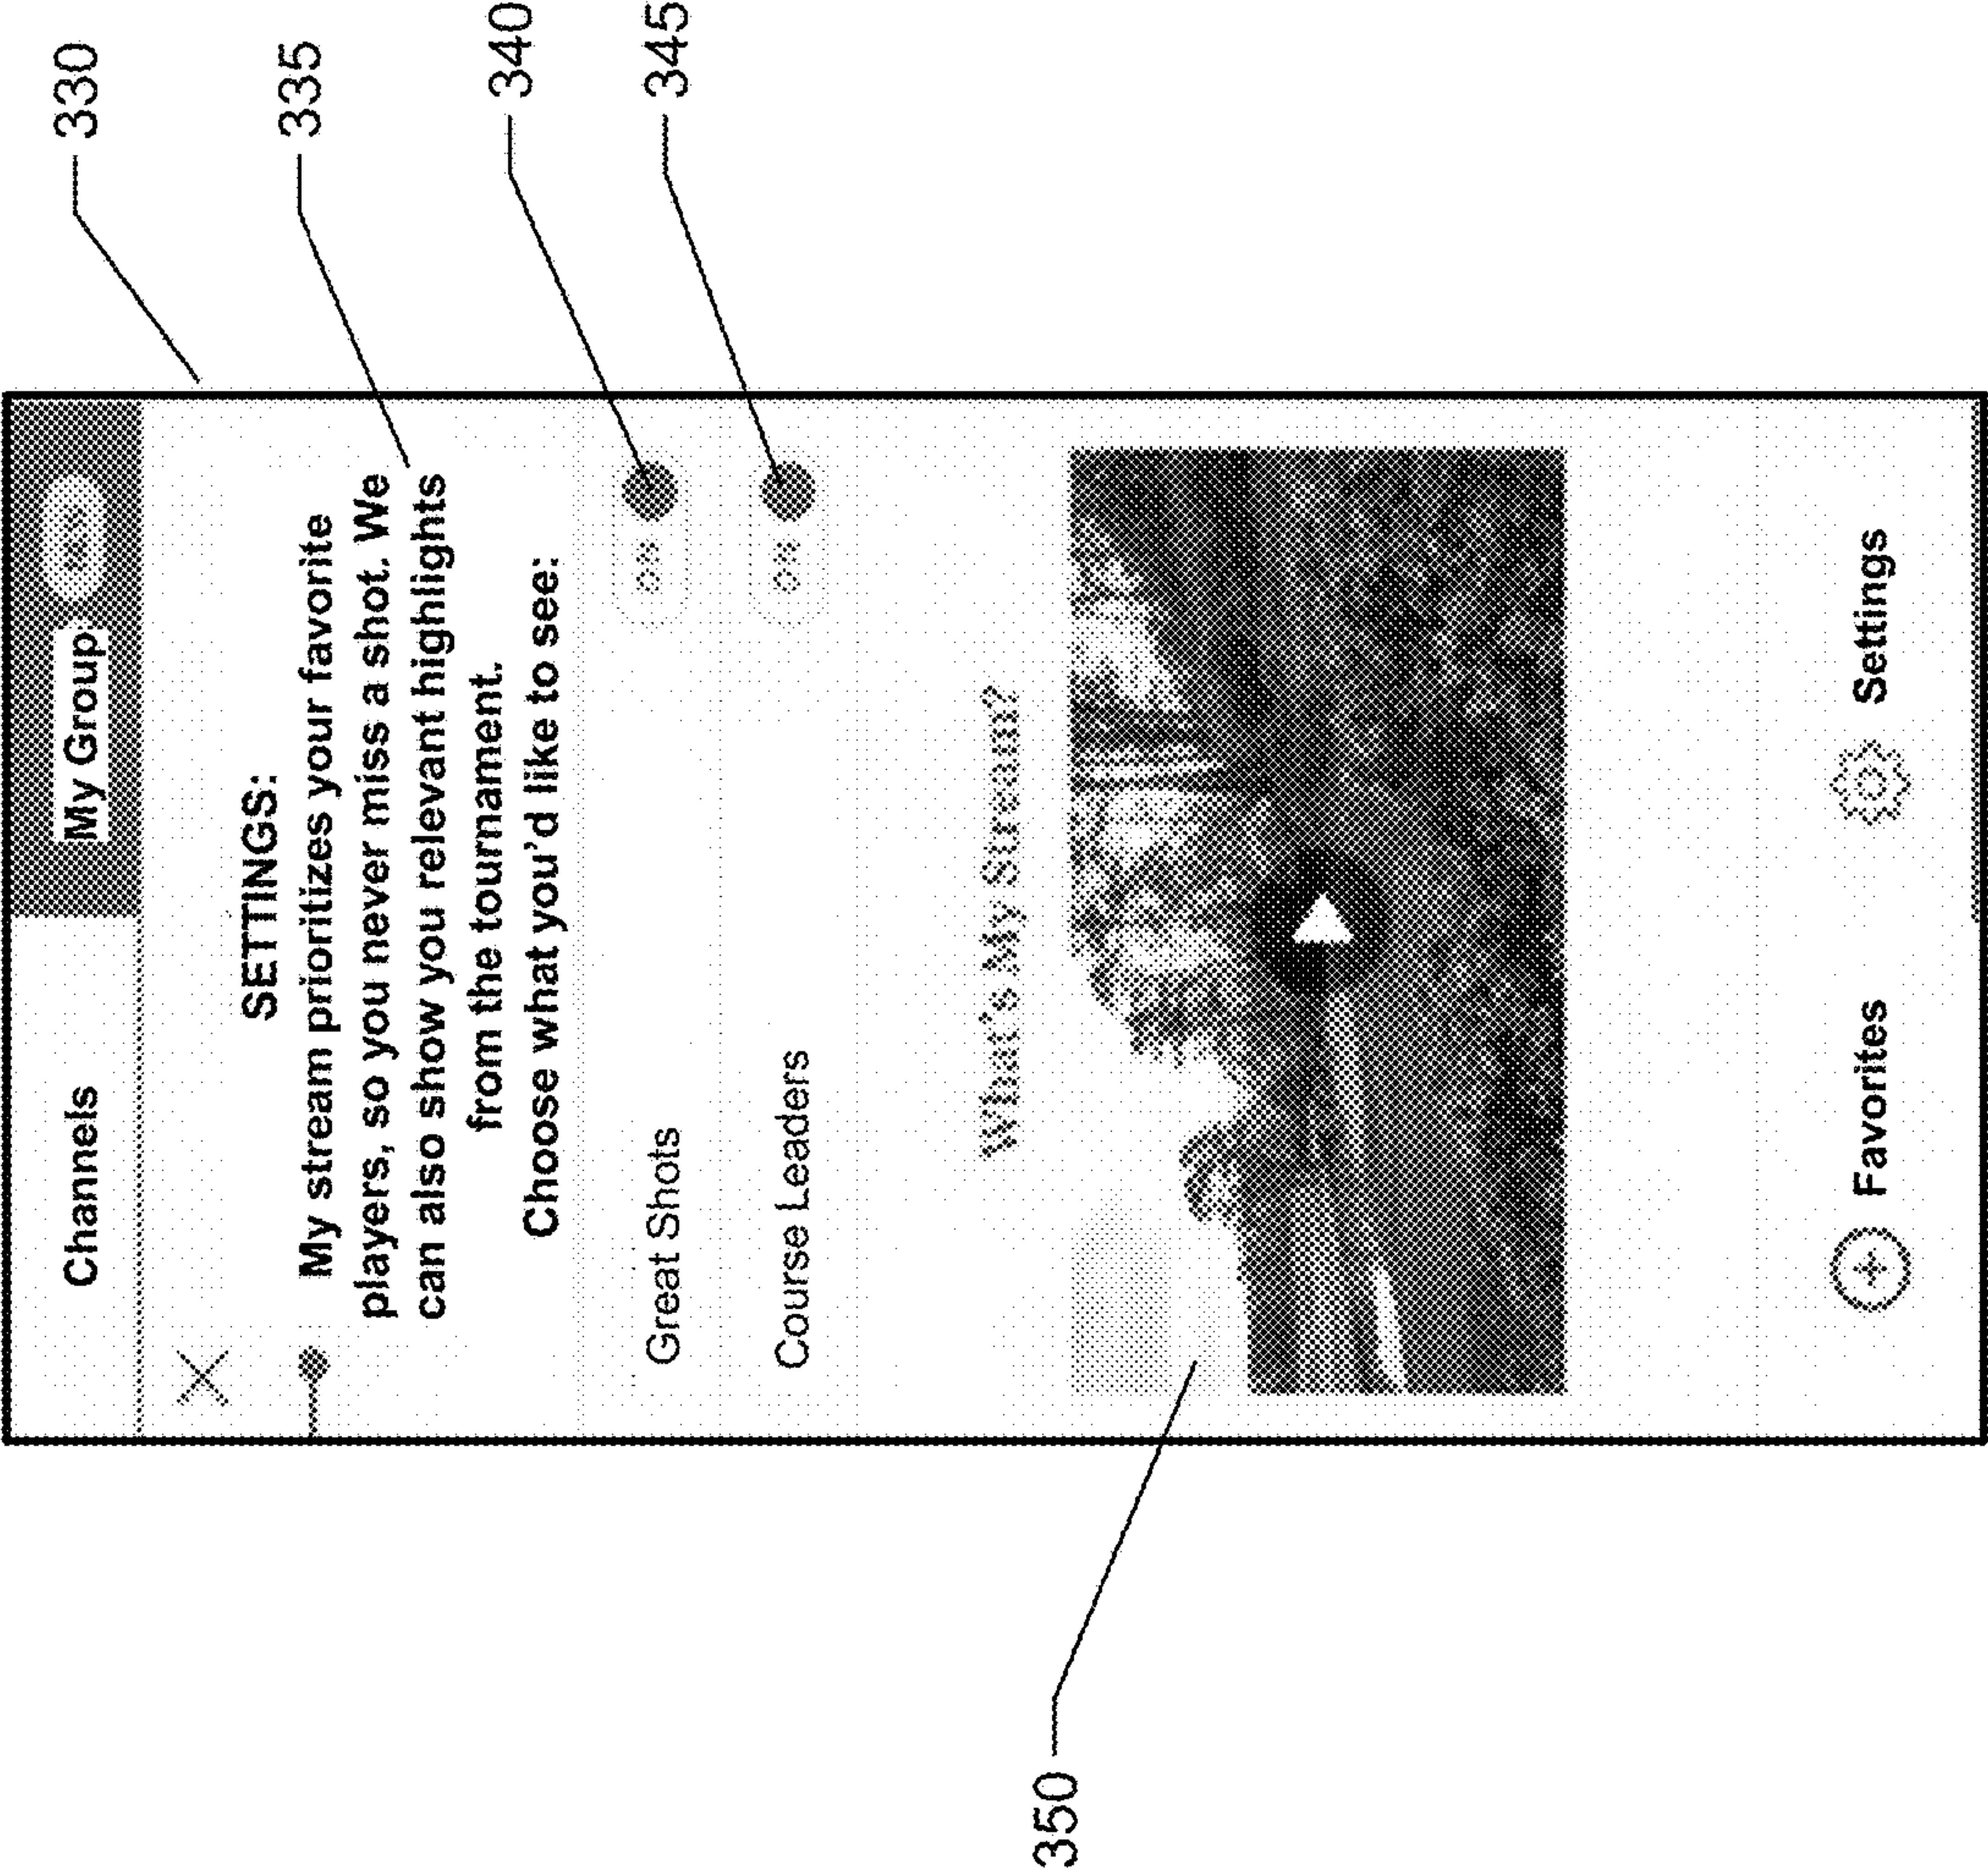 330
Channels
My Group
335
SETTINGS:
My stream prioritizes your favorite
players, so you never miss a shot. We
can also show you relevant highlights
from the tournament.
Choose what you'd like to see:
340
Great Shots
345
Course Leaders
What's My Stream?
350
Favorites
Settings